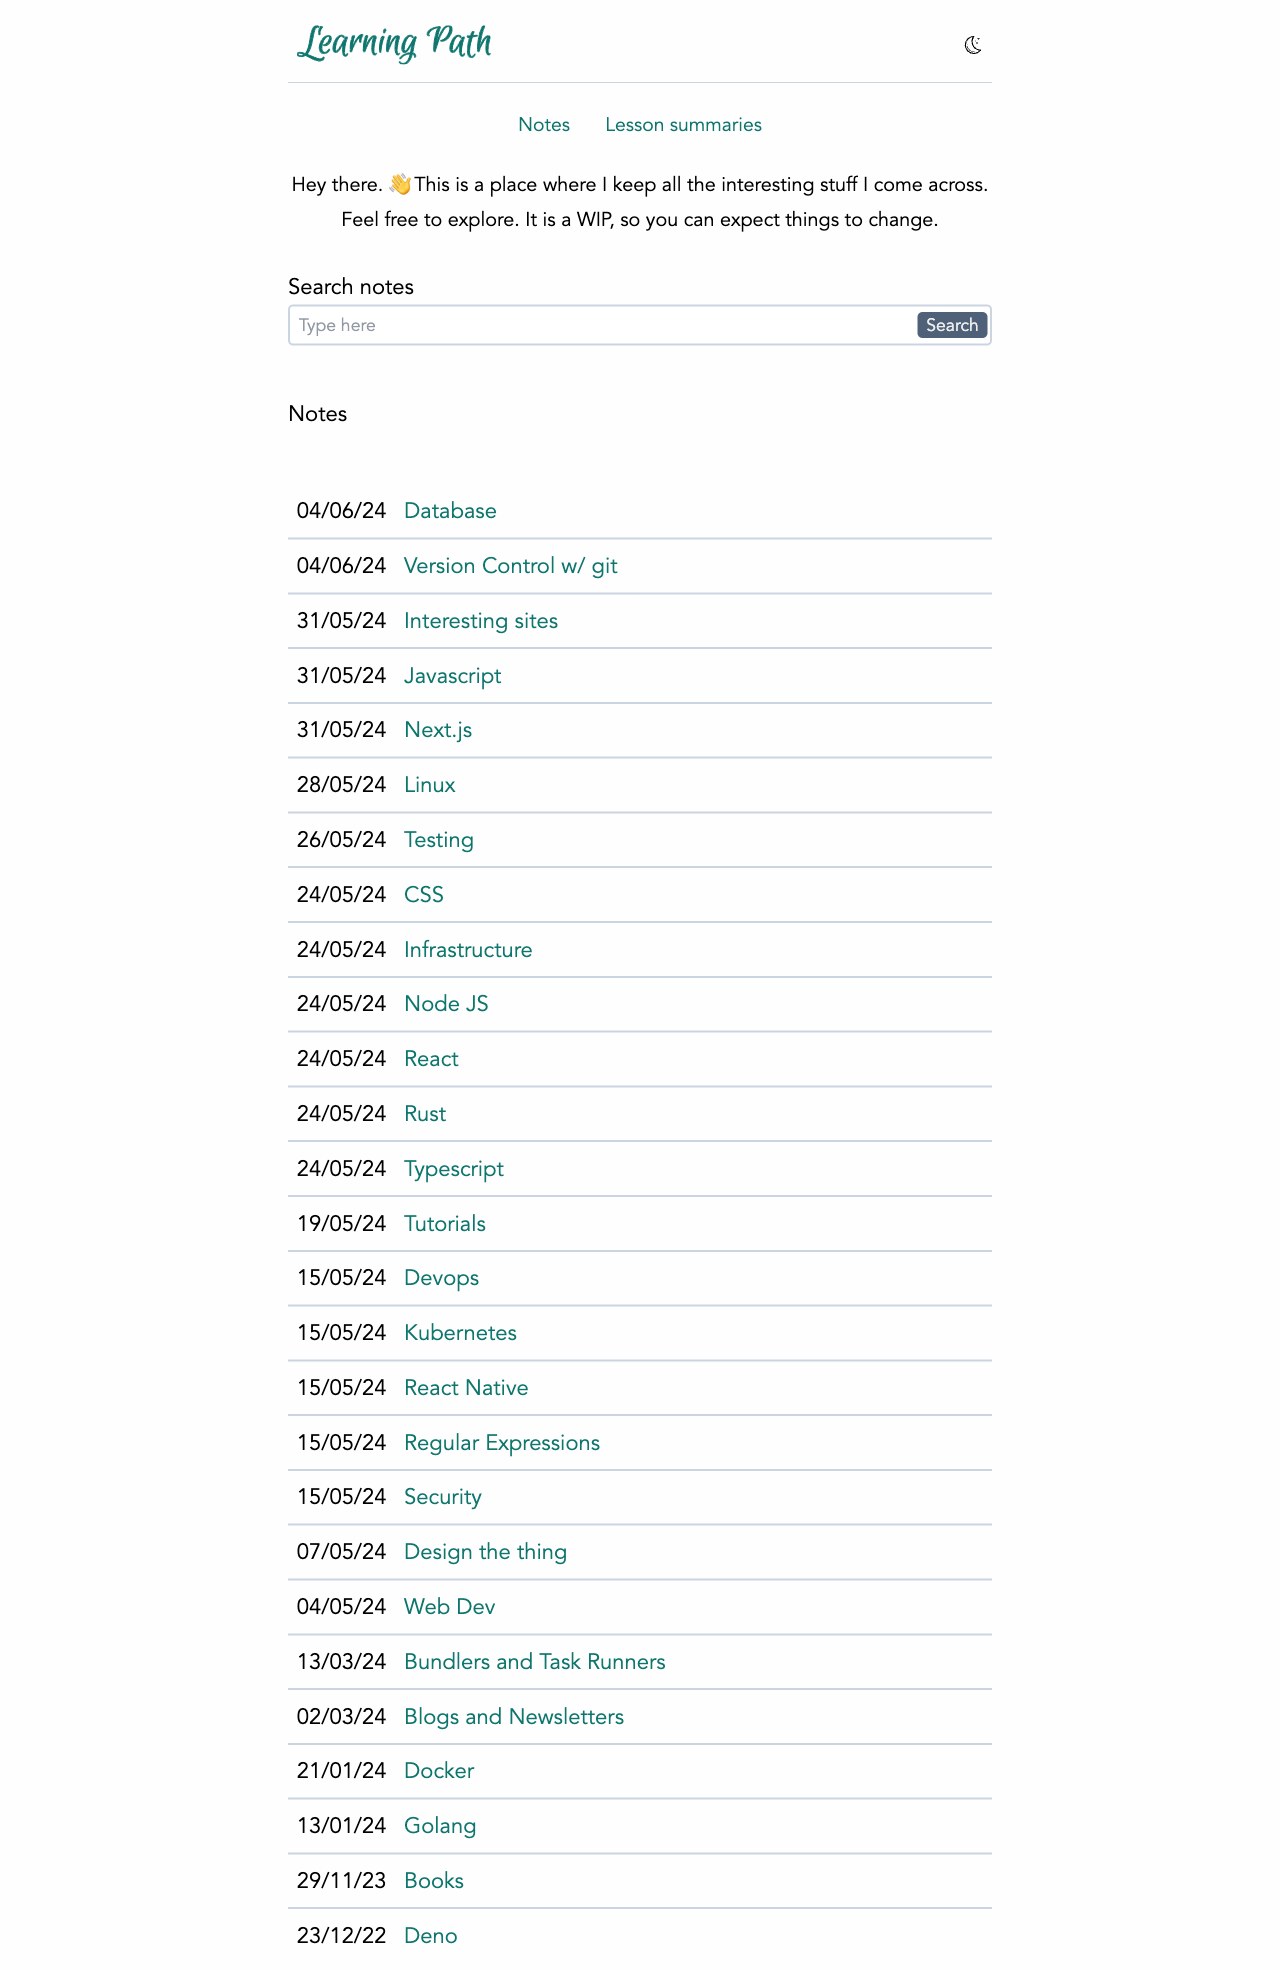 Learning Path
Notes Lesson summaries
Hey there. 👋This is a place where I keep all the interesting stuff I come across.
Feel free to explore. It is a WIP, so you can expect things to change.
Search notes
Type here Search
Notes
04/06/24 Database
04/06/24 Version Control w/ git
31/05/24 Interesting sites
31/05/24 Javascript
31/05/24 Next.js
28/05/24 Linux
26/05/24 Testing
24/05/24 CSS
24/05/24 Infrastructure
24/05/24 Node JS
24/05/24 React
24/05/24 Rust
24/05/24 Typescript
19/05/24 Tutorials
15/05/24 Devops
15/05/24 Kubernetes
15/05/24 React Native
15/05/24 Regular Expressions
15/05/24 Security
07/05/24 Design the thing
04/05/24 Web Dev
13/03/24 Bundlers and Task Runners
02/03/24 Blogs and Newsletters
21/01/24 Docker
13/01/24 Golang
29/11/23 Books
23/12/22 Deno